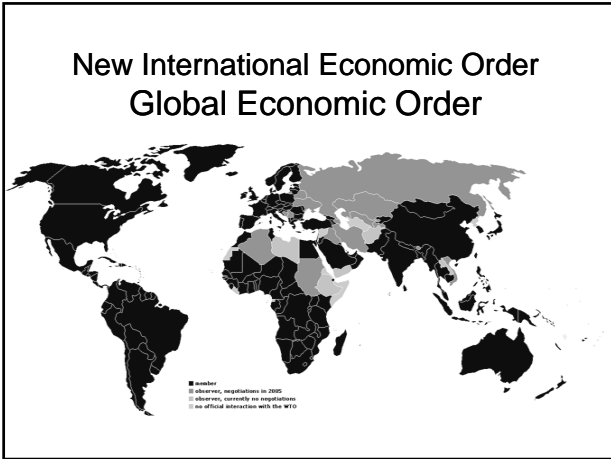 New International Economic Order
Global Economic Order
member
observer, negotiations in 2005
observer, currently no negotiations
no official interaction with the WTO